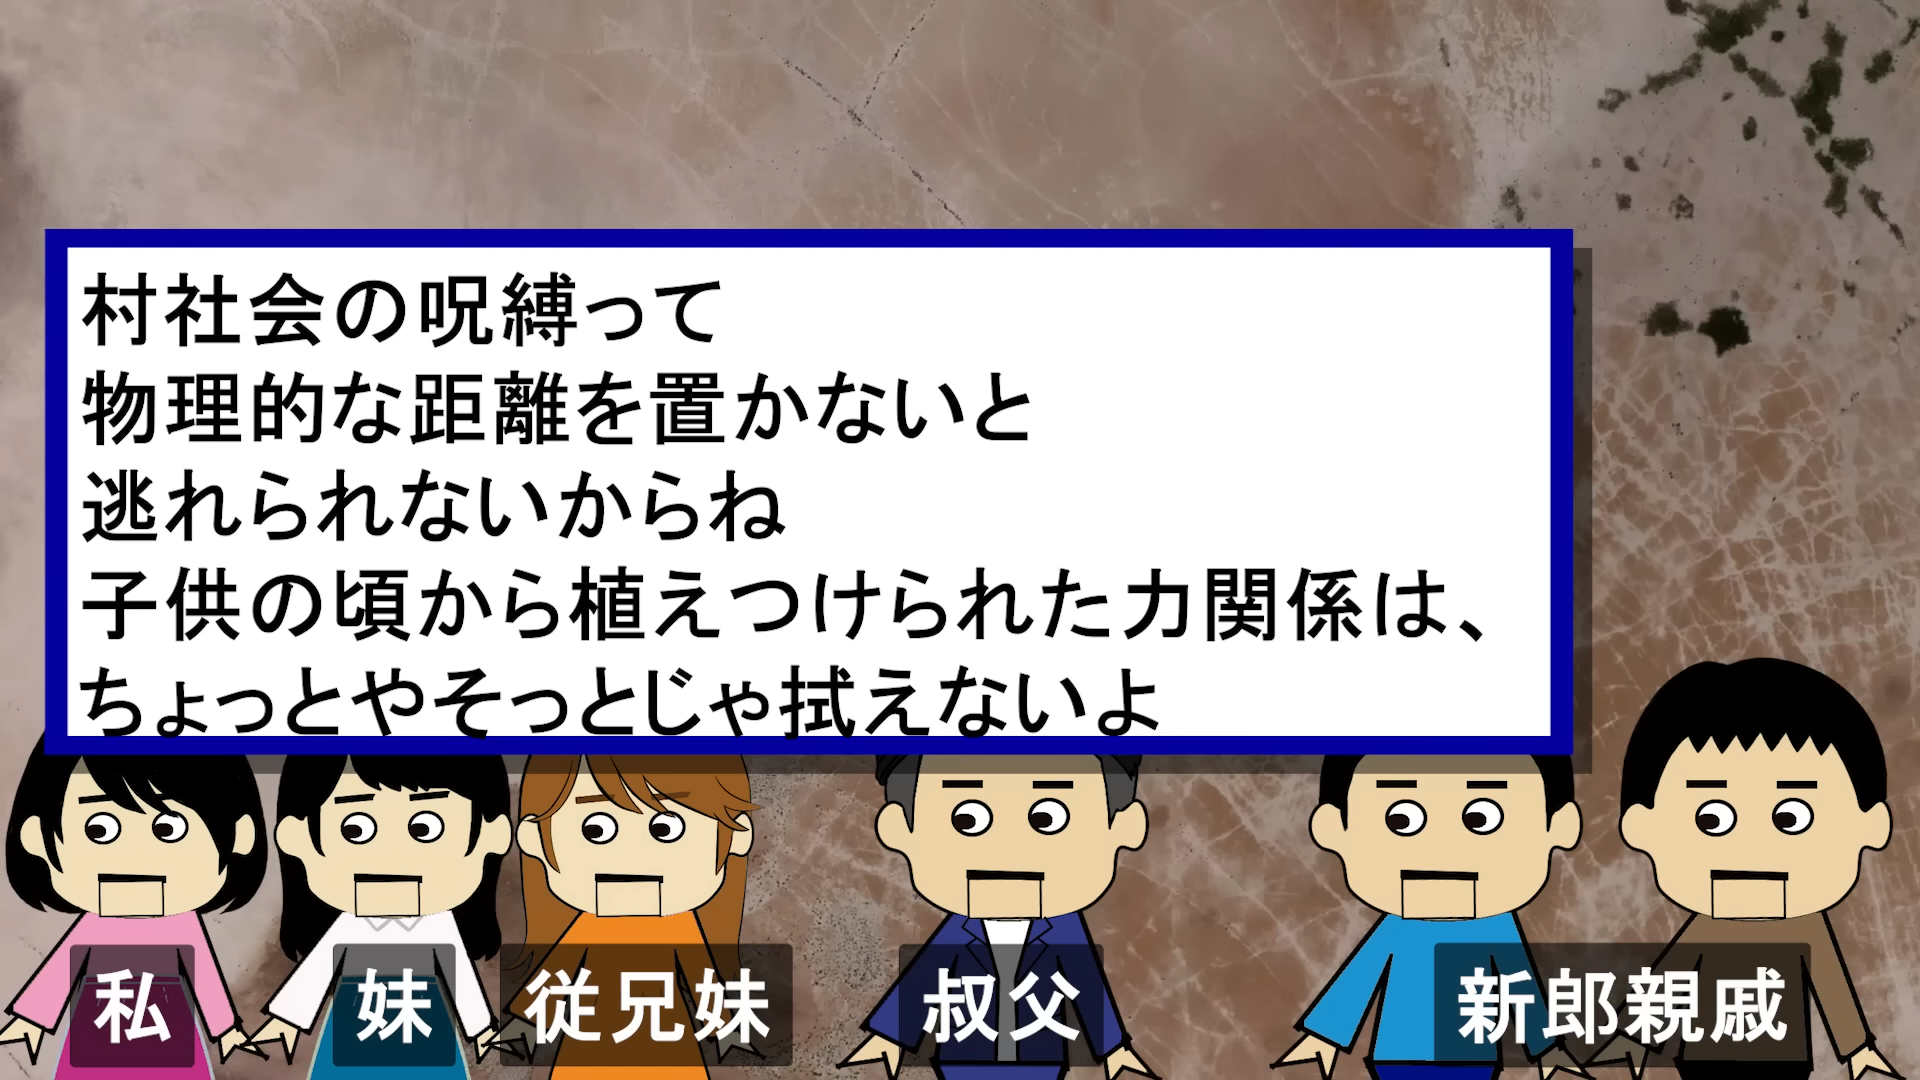 村社会の呪縛って
物理的な距離を置かないと
逃れられないからね
子供の頃から植えつけられた力関係は、
ちょっとやそっとじゃ拭えないよ
私
妹
従兄妹
叔父
新郎親戚